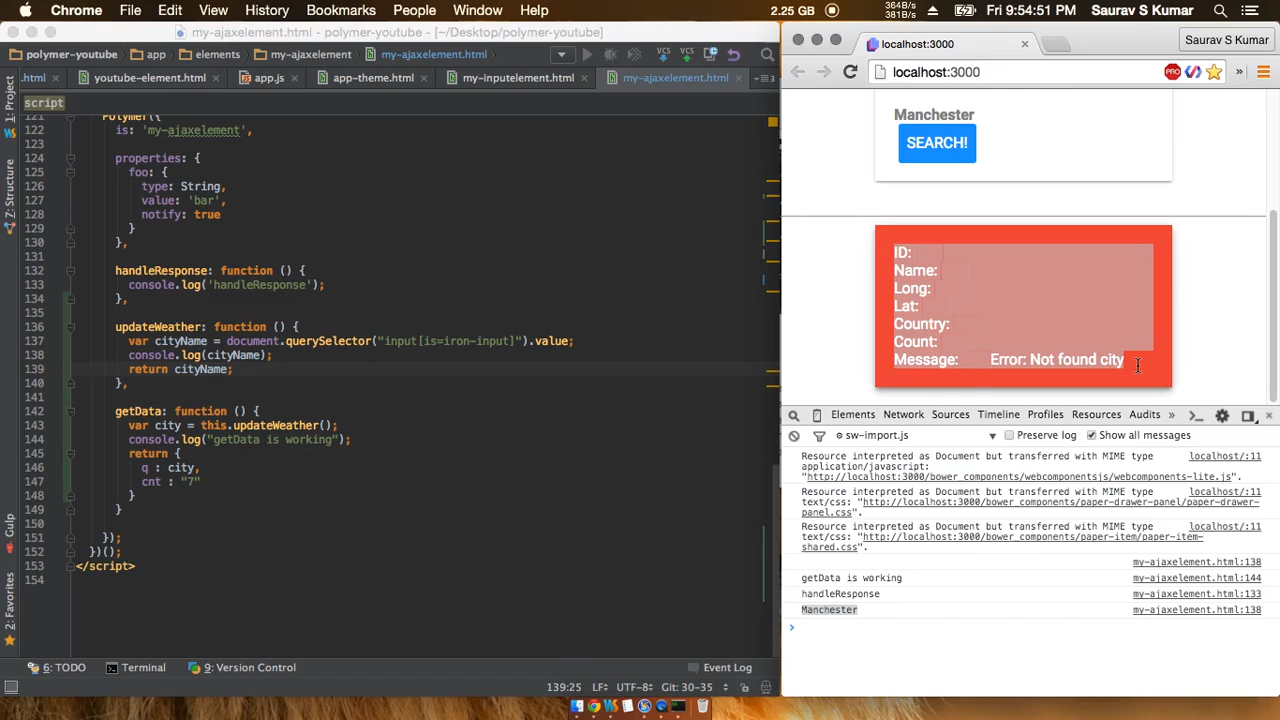 Chrome File Edit View History Bookmarks People Window Help 2.25 GB 364B/s 381B/s 9:54:51 PM Saurav S Kumar
my-ajaxelement.html - polymer-youtube - [~/Desktop/polymer-youtube]
polymer-youtube app elements my-ajaxelement my-ajaxelement.html
.html youtube-element.html app.js app-theme.html my-inputelement.html my-ajaxelement.html
script
121 Polymer({
122 is: 'my-ajaxelement',
123
124 properties: {
125 foo: {
126 type: String,
127 value: 'bar',
128 notify: true
129 }
130 },
131
132 handleResponse: function () {
133 console.log('handleResponse');
134 },
135
136 updateWeather: function () {
137 var cityName = document.querySelector("input[is=iron-input]").value;
138 console.log(cityName);
139 return cityName;
140 },
141
142 getData: function () {
143 var city = this.updateWeather();
144 console.log("getData is working");
145 return {
146 q : city,
147 cnt : "7"
148 }
149 }
150
151 });
152 })();
153 </script>
154
1: Project
7: Structure
Gulp
2: Favorites
6: TODO Terminal 9: Version Control Event Log
139:25 LF÷ UTF-8÷ Git: 30-35
localhost:3000 Saurav S Kumar
localhost:3000 PRO »
Manchester
SEARCH!
ID:
Name:
Long:
Lat:
Country:
Count:
Message: Error: Not found city
Elements Network Sources Timeline Profiles Resources Audits »
sw-import.js Preserve log Show all messages
Resource interpreted as Document but transferred with MIME type localhost/:11
application/javascript:
"http://localhost:3000/bower_components/webcomponentsjs/webcomponents-lite.js".
Resource interpreted as Document but transferred with MIME type localhost/:11
text/css: "http://localhost:3000/bower_components/paper-drawer-panel/paper-drawer-
panel.css".
Resource interpreted as Document but transferred with MIME type localhost/:11
text/css: "http://localhost:3000/bower_components/paper-item/paper-item-
shared.css".
my-ajaxelement.html:138
getData is working my-ajaxelement.html:144
handleResponse my-ajaxelement.html:133
Manchester my-ajaxelement.html:138